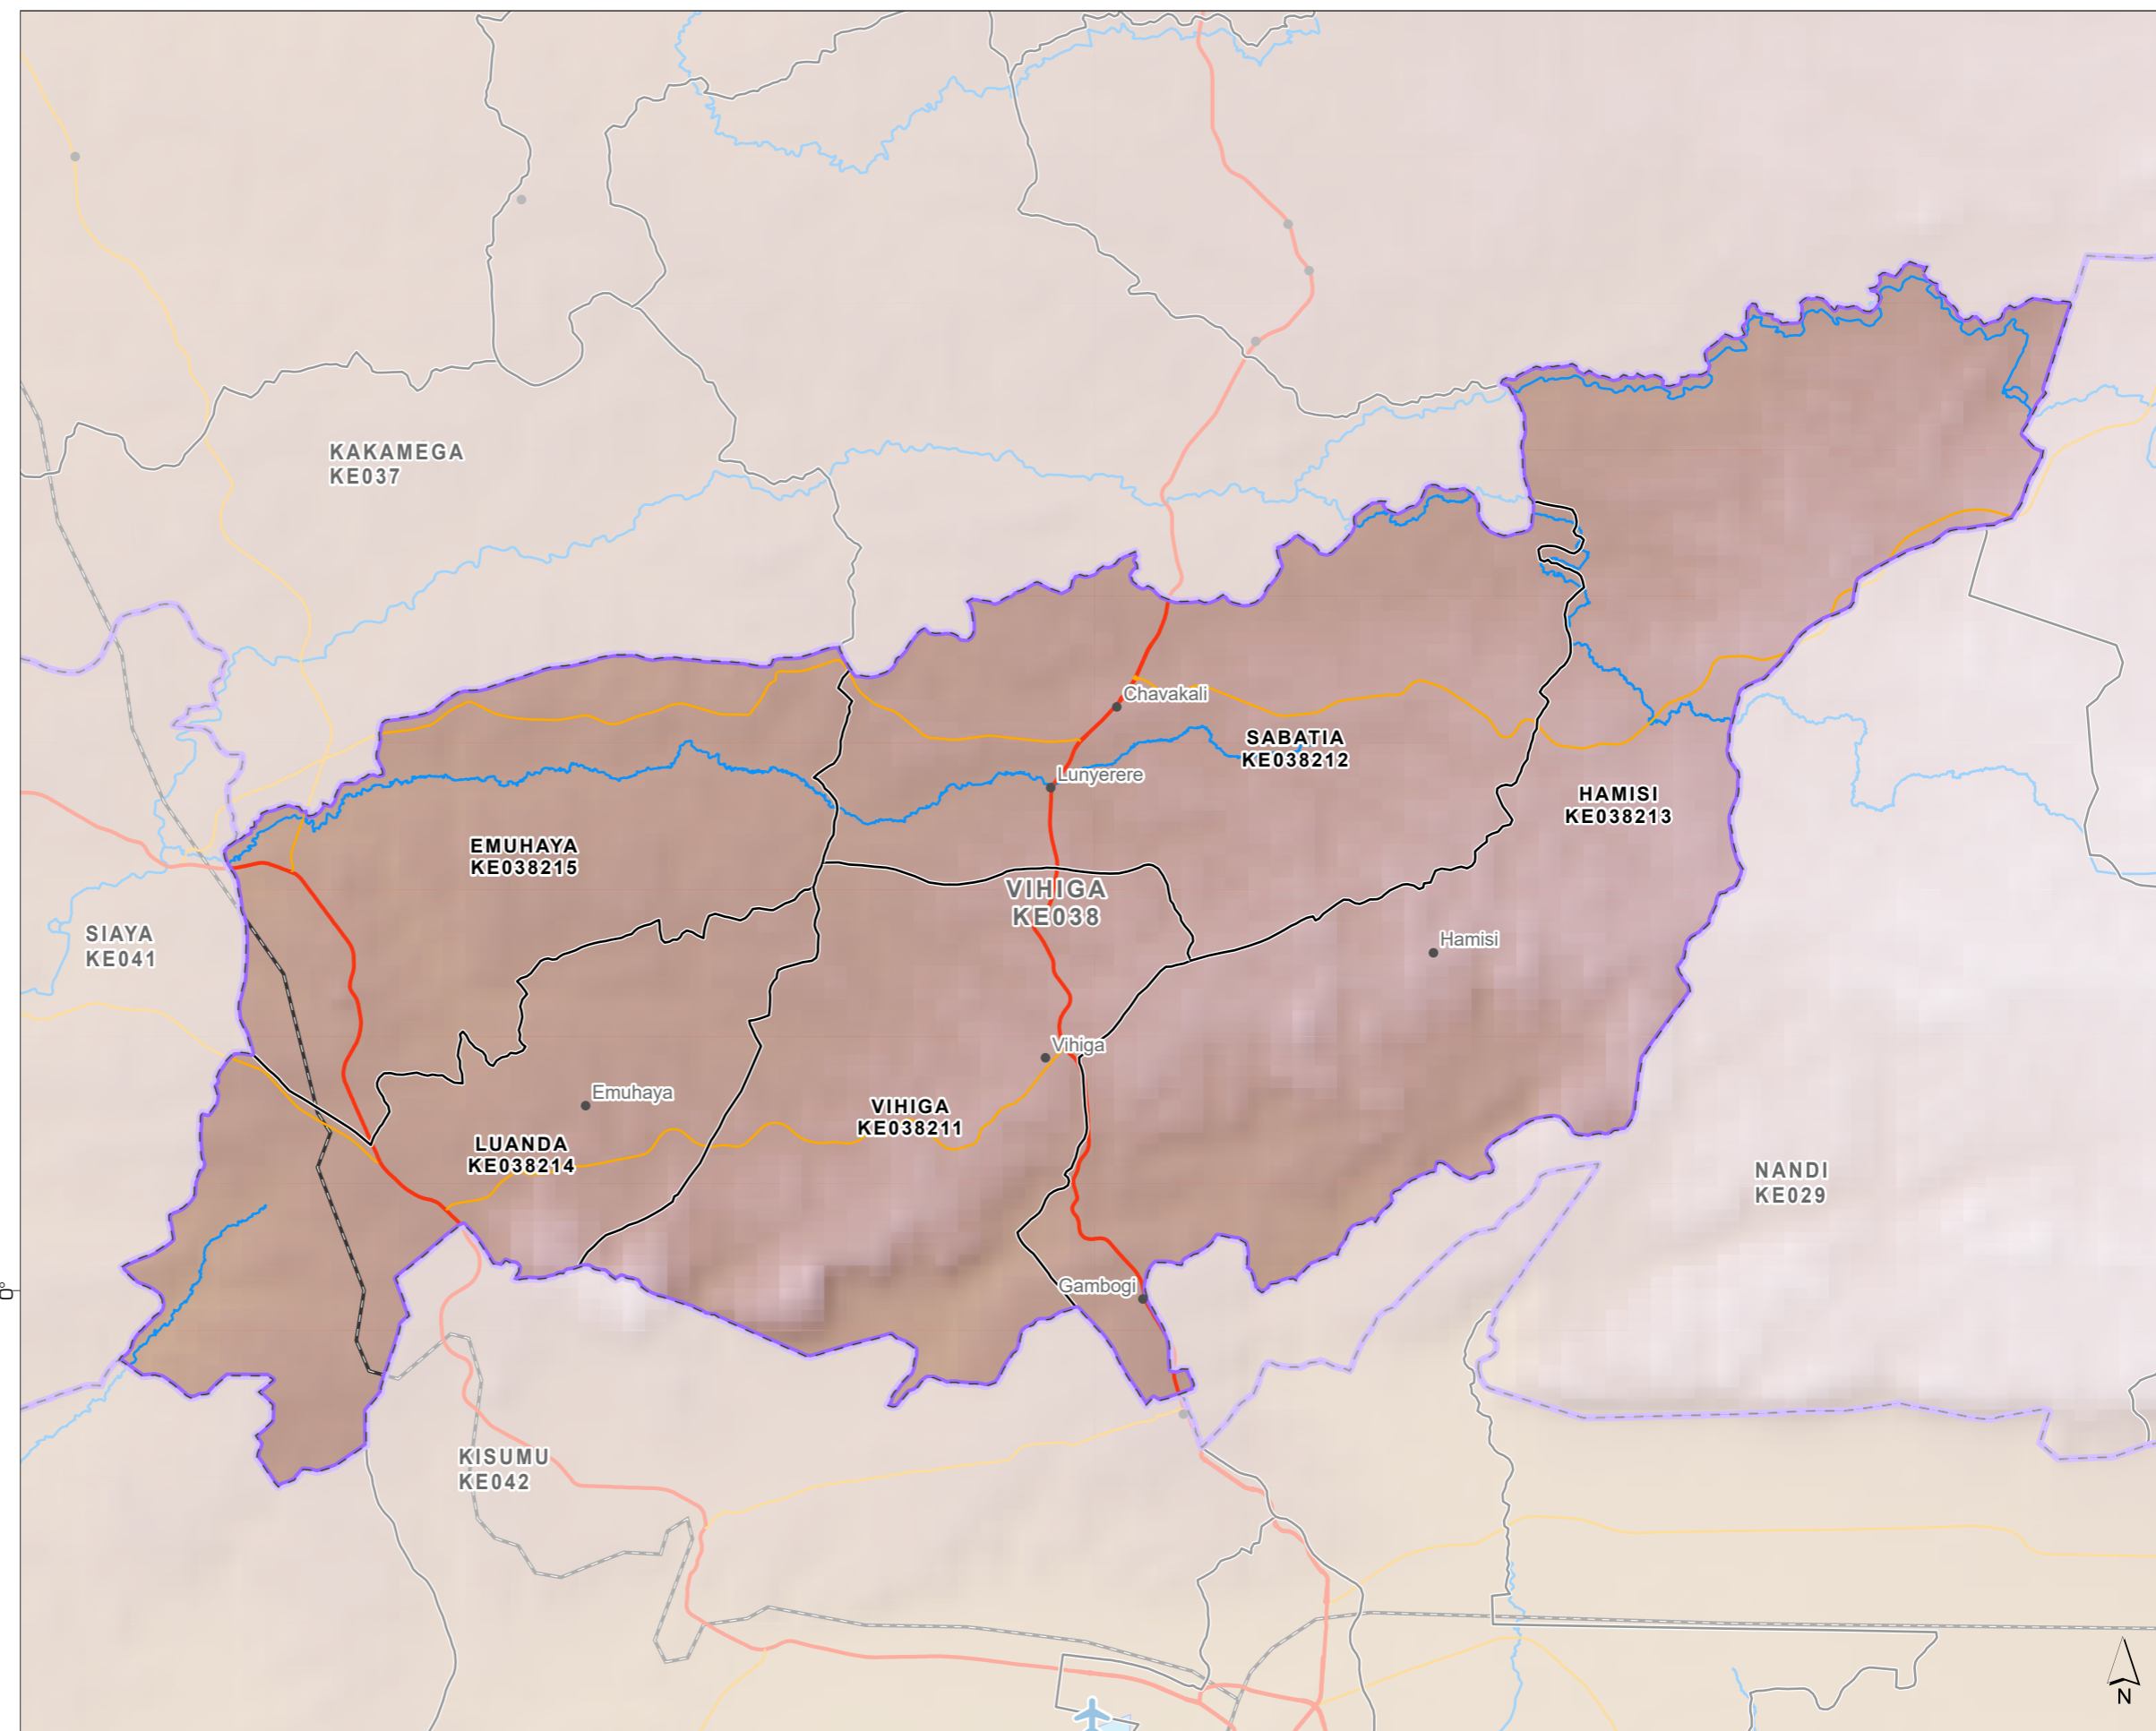 KAKAMEGA
KE037
Chavakali
SABATIA
KE038212
Lunyerere
HAMISI
KE038213
EMUHAYA
KE038215
VIHIGA
KE038
SIAYA
KE041
Hamisi
Vihiga
Emuhaya
VIHIGA
KE038211
LUANDA
KE038214
NANDI
KE029
0°
Gambogi
KISUMU
KE042
N